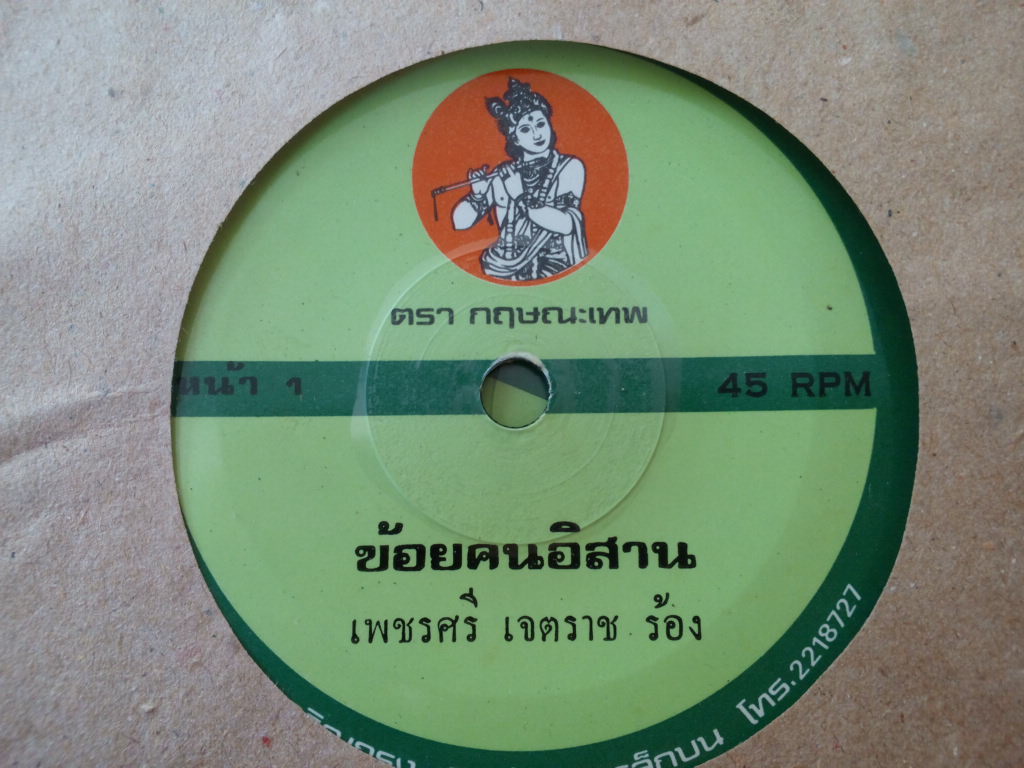 ตรา กฤษณะเทพ
หน้า ๑
45 RPM
ข้อยคนอิสาน
เพชรศรี เจตราช ร้อง
โทร.2218727